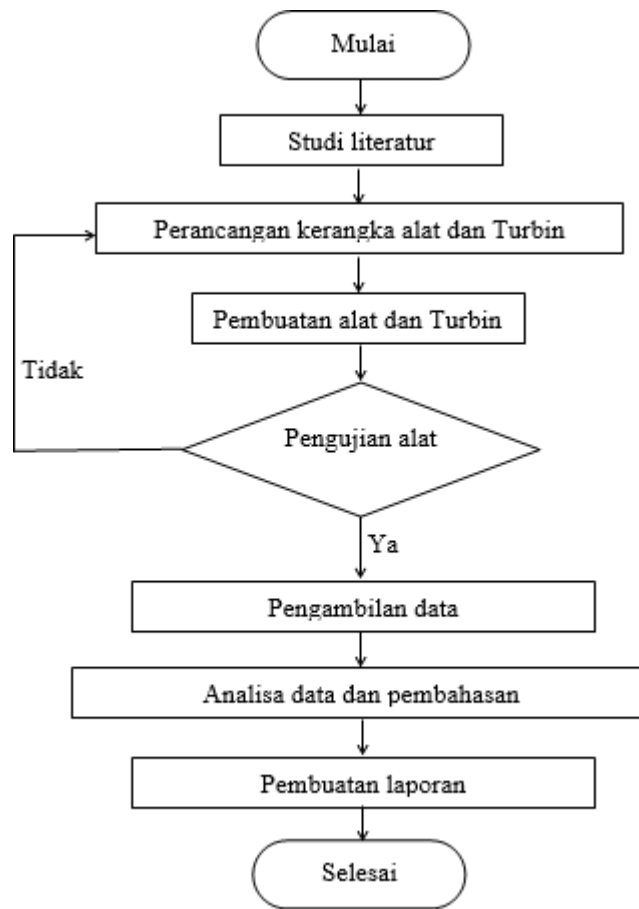 Mulai
Studi literatur
Perancangan kerangka alat dan Turbin
Pembuatan alat dan Turbin
Tidak
Pengujian alat
Ya
Pengambilan data
Analisa data dan pembahasan
Pembuatan laporan
Selesai